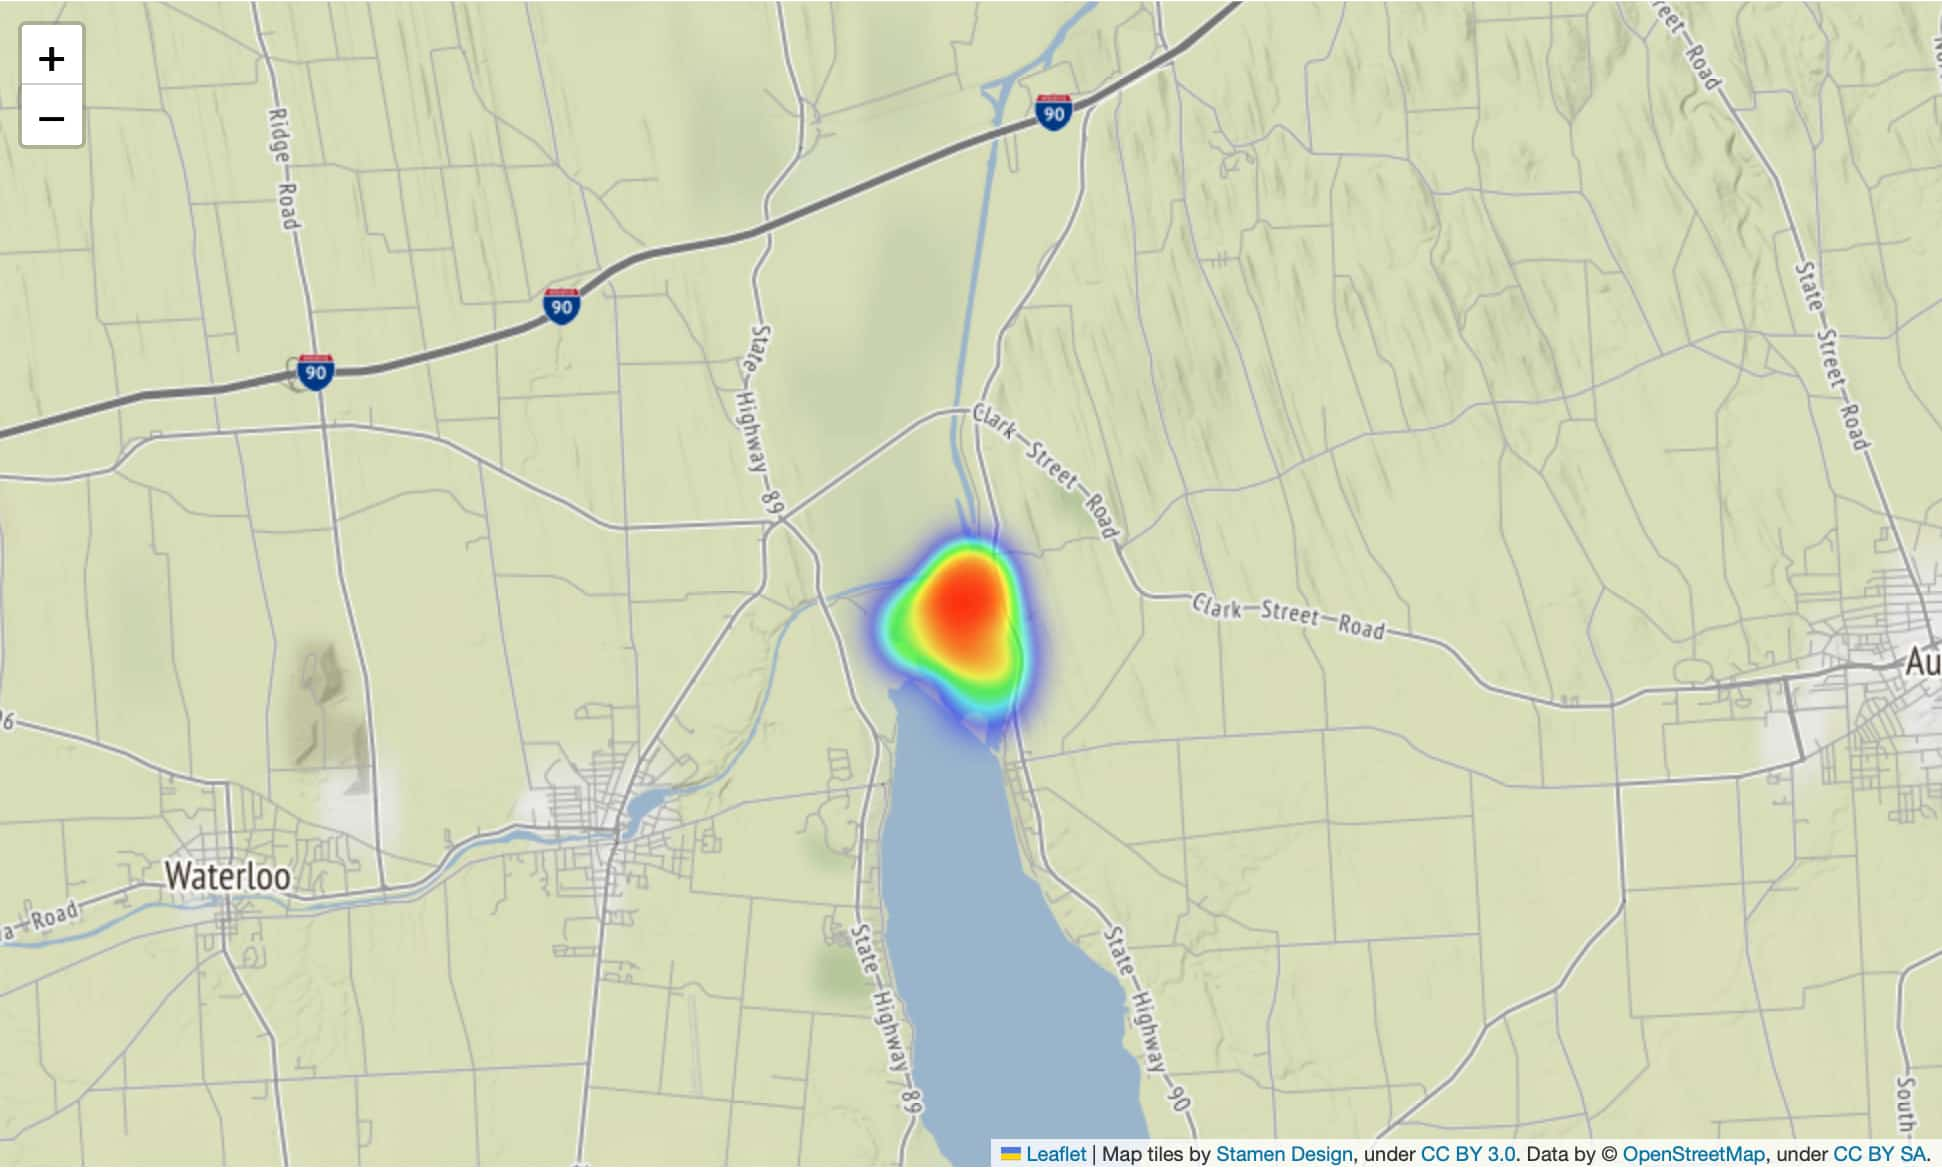 +
−
Ridge Road
reet Road
90
90
90
State Highway 89
Clark Street Road
State Street Road
Clark Street Road
Au
96
Waterloo
a Road
State Highway 89
State Highway 90
South
Leaflet | Map tiles by Stamen Design, under CC BY 3.0. Data by © OpenStreetMap, under CC BY SA.